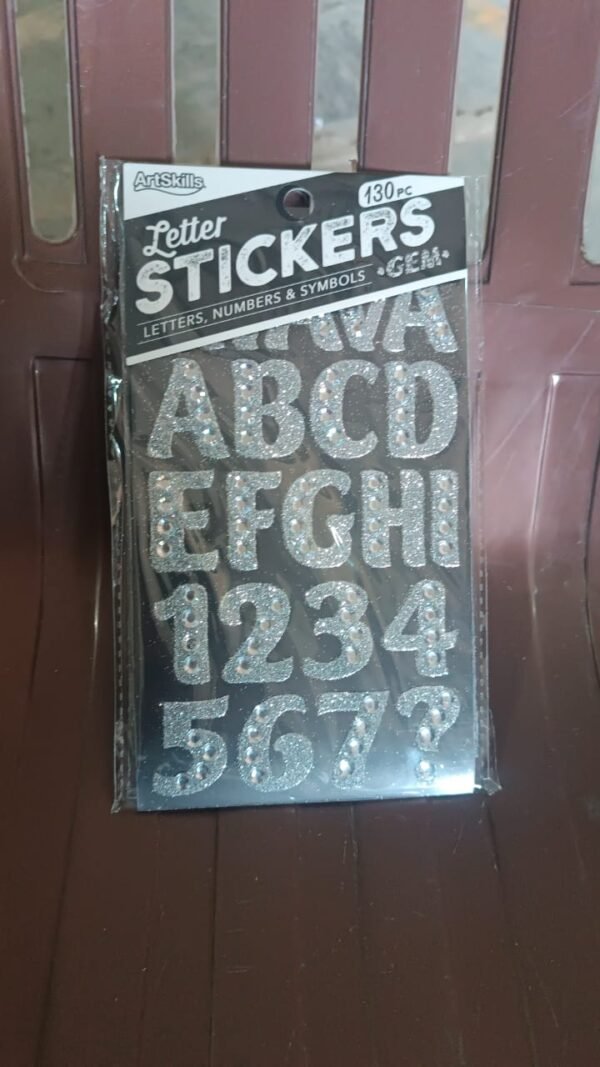 ArtSkills
130 PC
Letter
STICKERS
•GEM•
LETTERS, NUMBERS & SYMBOLS
ABCD
EFGHI
1234
567?